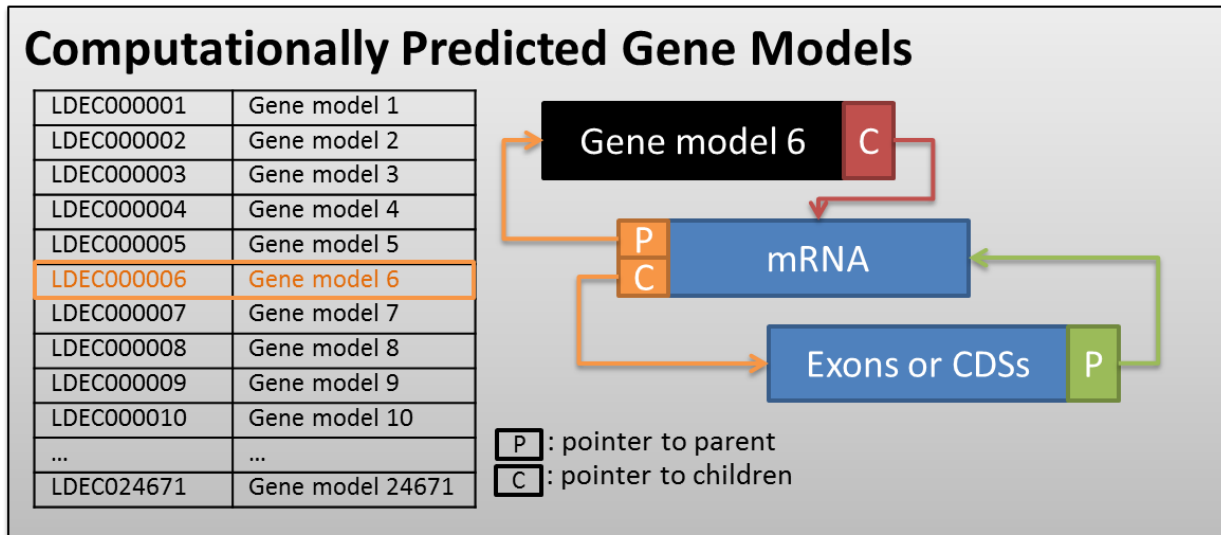 Computationally Predicted Gene Models
LDEC000001 Gene model 1
LDEC000002 Gene model 2
LDEC000003 Gene model 3
LDEC000004 Gene model 4
LDEC000005 Gene model 5
LDEC000006 Gene model 6
LDEC000007 Gene model 7
LDEC000008 Gene model 8
LDEC000009 Gene model 9
LDEC000010 Gene model 10
... ...
LDEC024671 Gene model 24671
Gene model 6 C
P
C
mRNA
Exons or CDSs P
P : pointer to parent
C : pointer to children